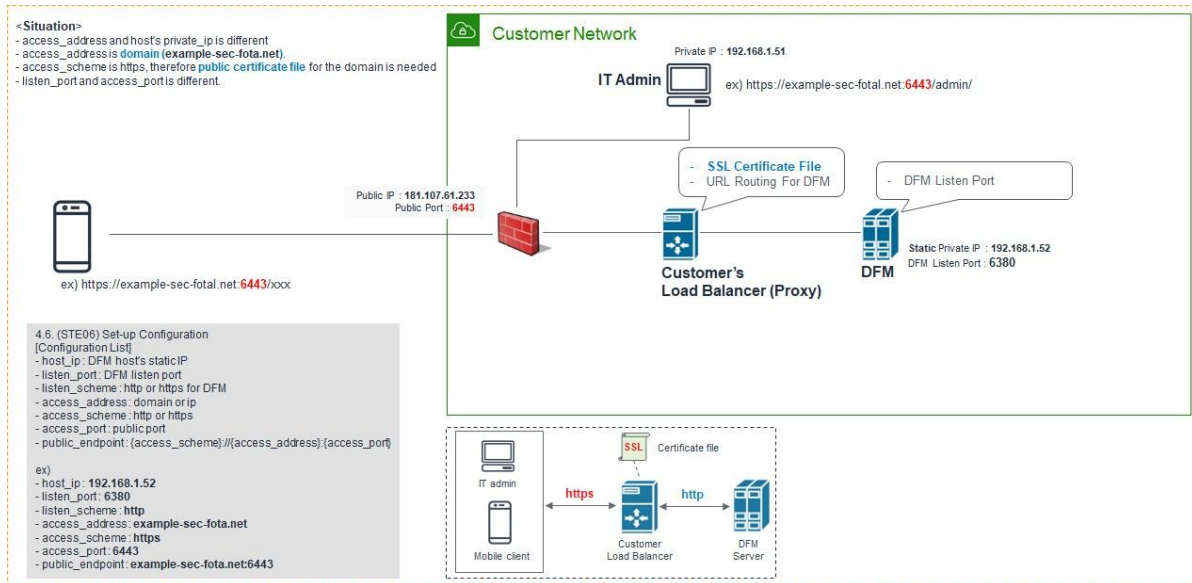 <Situation>
- access_address and host's private_ip is different
- access_address is domain (example-sec-fota.net).
- access_scheme is https, therefore public certificate file for the domain is needed
- listen_port and access_port is different.
Customer Network
Private IP : 192.168.1.51
IT Admin
ex) https://example-sec-fotal.net:6443/admin/
- SSL Certificate File
- URL Routing For DFM
- DFM Listen Port
Public IP : 181.107.61.233
Public Port : 6443
ex) https://example-sec-fotal.net:6443/xxx
Customer's
Load Balancer (Proxy)
DFM
Static Private IP : 192.168.1.52
DFM Listen Port : 6380
4.6. (STE06) Set-up Configuration
[Configuration List]
- host_ip : DFM host's static IP
- listen_port : DFM listen port
- listen_scheme : http or https for DFM
- access_address: domain or ip
- access_scheme : http or https
- access_port : public port
- public_endpoint : {access_scheme}://{access_address}:{access_port}
ex)
- host_ip : 192.168.1.52
- listen_port : 6380
- listen_scheme : http
- access_address : example-sec-fota.net
- access_scheme : https
- access_port : 6443
- public_endpoint : example-sec-fota.net:6443
SSL
Certificate file
IT admin
https
http
Mobile client
Customer
Load Balancer
DFM
Server